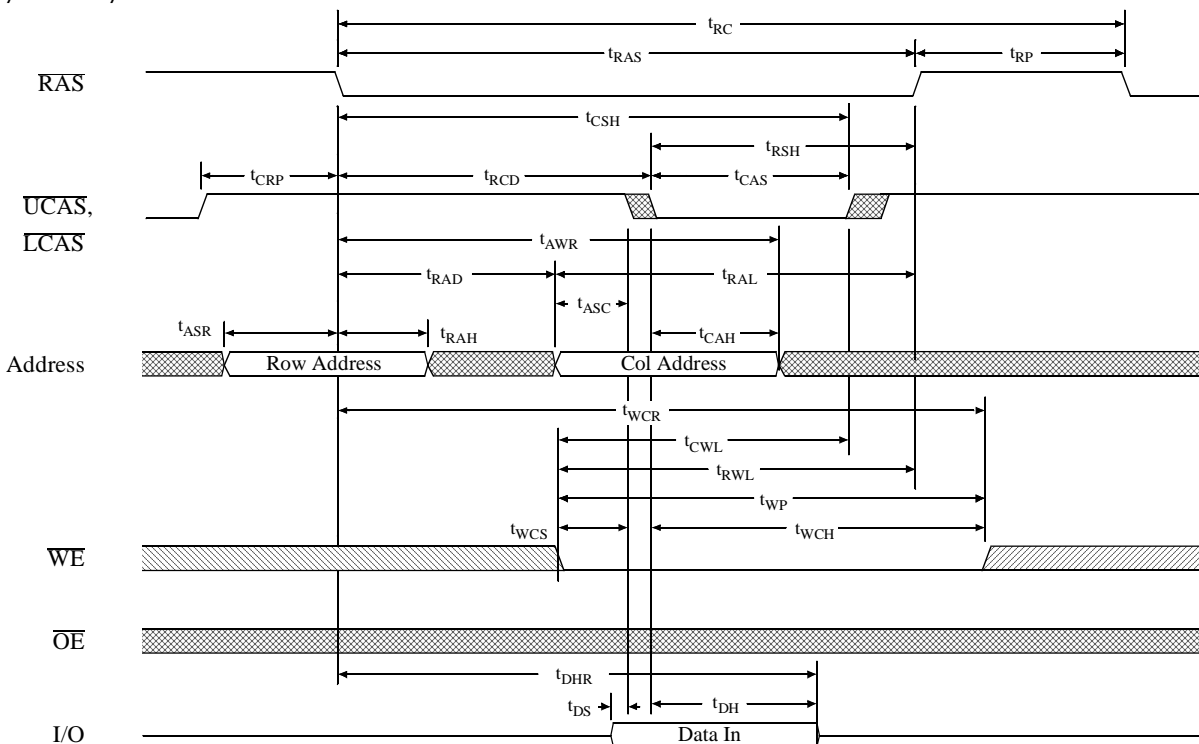 tRC
tRAS
tRP
RAS
tCSH
tRSH
tCRP
tRCD
tCAS
UCAS,
LCAS
tAWR
tRAD
tRAL
tASC
tASR
tRAH
tCAH
Address
Row Address
Col Address
tWCR
tCWL
tRWL
tWP
tWCS
tWCH
WE
OE
tDHR
tDS
tDH
I/O
Data In